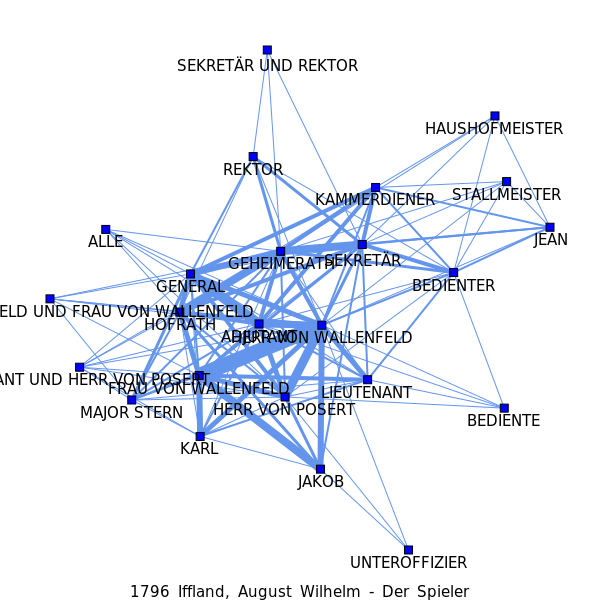 SEKRETÄR UND REKTOR
HAUSHOFMEISTER
REKTOR
STALLMEISTER
KAMMERDIENER
ALLE
JEAN
GEHEIMERATH
SEKRETÄR
GENERAL
BEDIENTER
ELD UND FRAU VON WALLENFELD
HOFRATH
ADJUTANT
HERR VON WALLENFELD
ANT UND HERR VON POSERT
FRAU VON WALLENFELD
LIEUTENANT
MAJOR STERN
HERR VON POSERT
BEDIENTE
KARL
JAKOB
UNTEROFFIZIER
1796 Iffland, August Wilhelm - Der Spieler